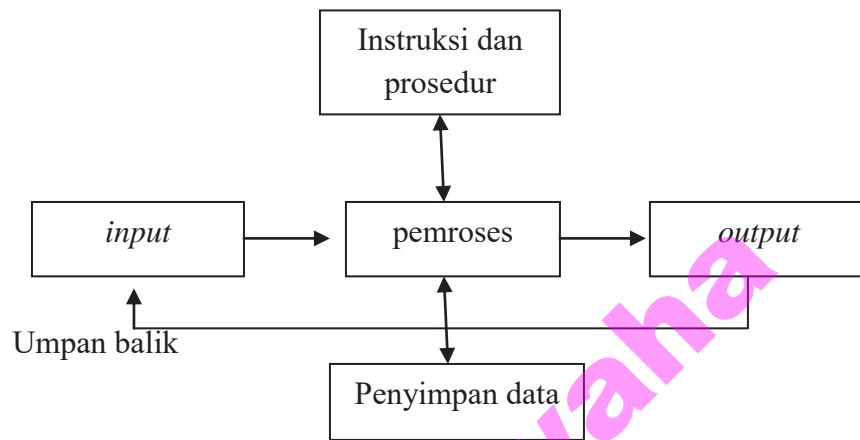 Instruksi dan
prosedur
input
pemroses
output
Umpan balik
Penyimpan data